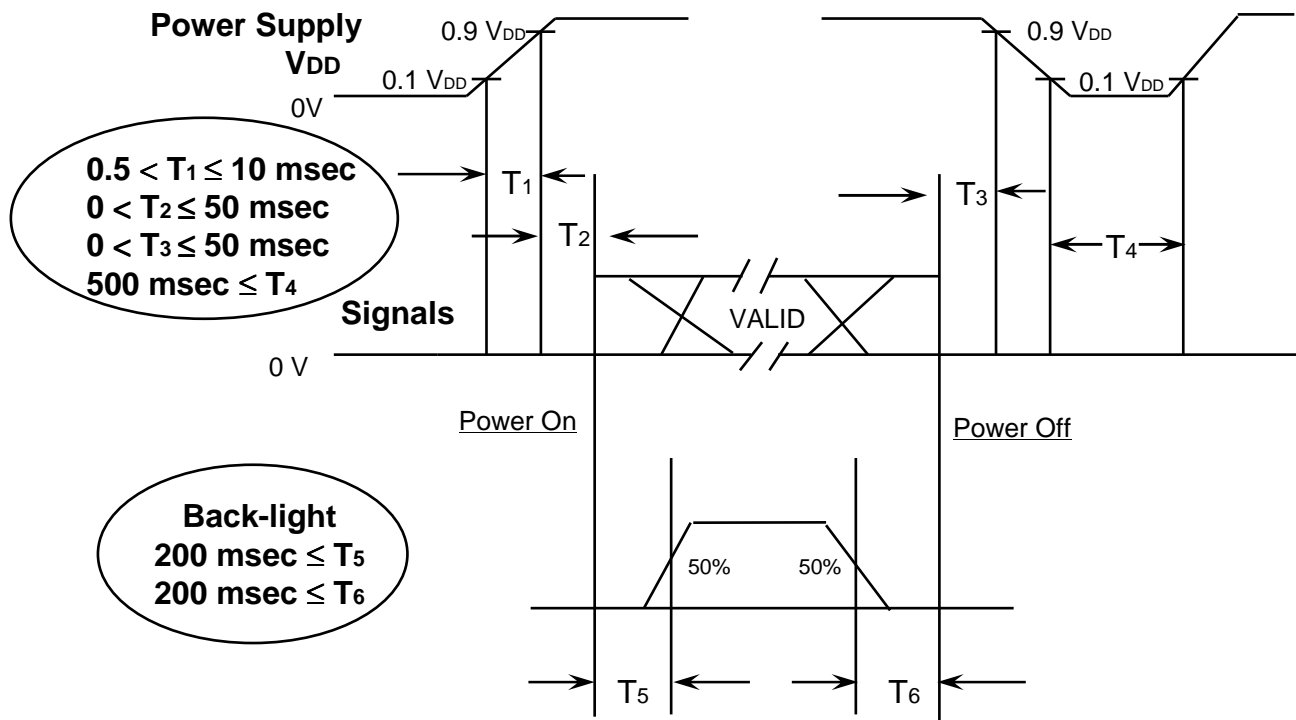 Power Supply
VDD
0.9 VDD
0.1 VDD
0V
0.9 VDD
0.1 VDD
0.5 < T1 ≤ 10 msec
0 < T2 ≤ 50 msec
0 < T3 ≤ 50 msec
500 msec ≤ T4
T1
T2
T3
T4
Signals
VALID
0 V
Power On
Power Off
Back-light
200 msec ≤ T5
200 msec ≤ T6
50%
50%
T5
T6